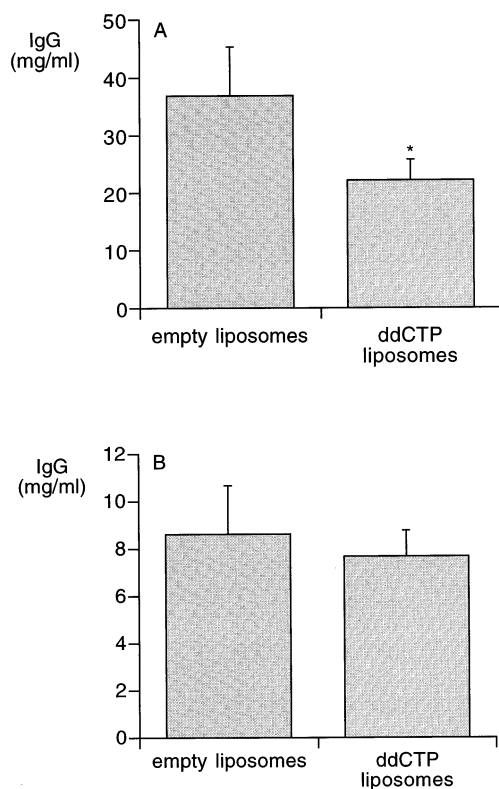 50
A
IgG
(mg/ml)
40
30
*
20
10
0
empty liposomes
ddCTP
liposomes
12
B
IgG
(mg/ml)
10
8
6
4
2
0
empty liposomes
ddCTP
liposomes